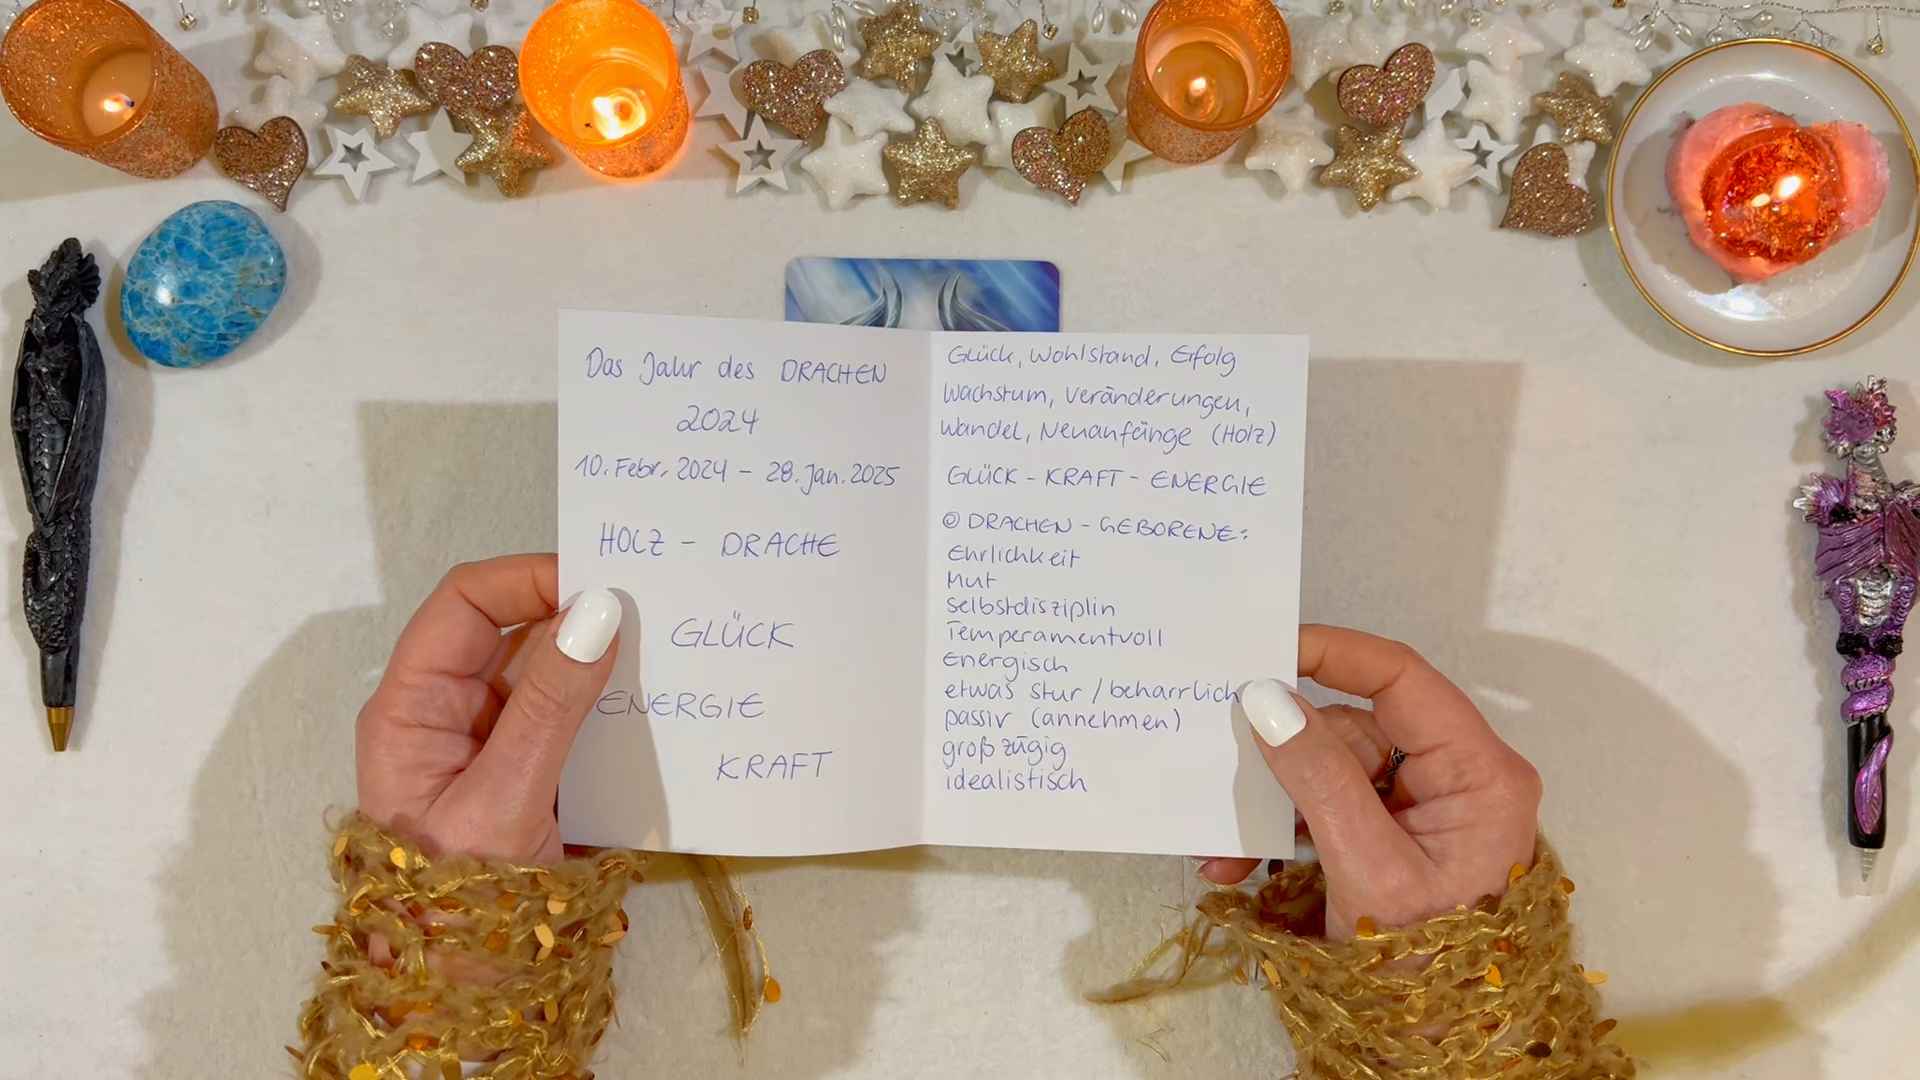 Das Jahr des DRACHEN
2024
10. Febr. 2024 - 28. Jan. 2025
HOLZ - DRACHE
GLÜCK
ENERGIE
KRAFT
Glück, Wohlstand, Erfolg
Wachstum, Veränderungen,
Wandel, Neuanfänge (Holz)
GLÜCK - KRAFT - ENERGIE
@ DRACHEN - GEBORENE:
Ehrlichkeit
Mut
Selbstdisziplin
Temperamentvoll
Energisch
etwas stur / beharrlich
passiv (annehmen)
großzügig
idealistisch